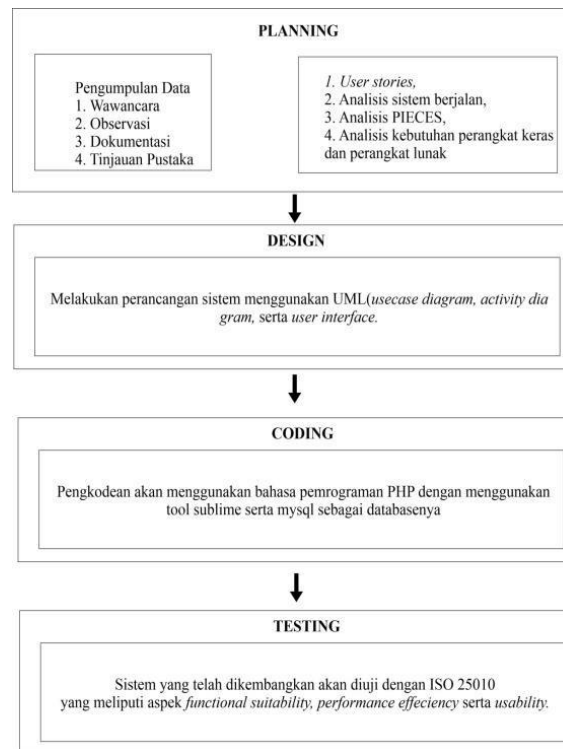 PLANNING
Pengumpulan Data
1. Wawancara
2. Observasi
3. Dokumentasi
4. Tinjauan Pustaka
1. User stories,
2. Analisis sistem berjalan,
3. Analisis PIECES,
4. Analisis kebutuhan perangkat keras
dan perangkat lunak
DESIGN
Melakukan perancangan sistem menggunakan UML(usecase diagram, activity dia
gram, serta user interface.
CODING
Pengkodean akan menggunakan bahasa pemrograman PHP dengan menggunakan
tool sublime serta mysql sebagai databasenya
TESTING
Sistem yang telah dikembangkan akan diuji dengan ISO 25010
yang meliputi aspek functional suitability, performance effeciency serta usability.